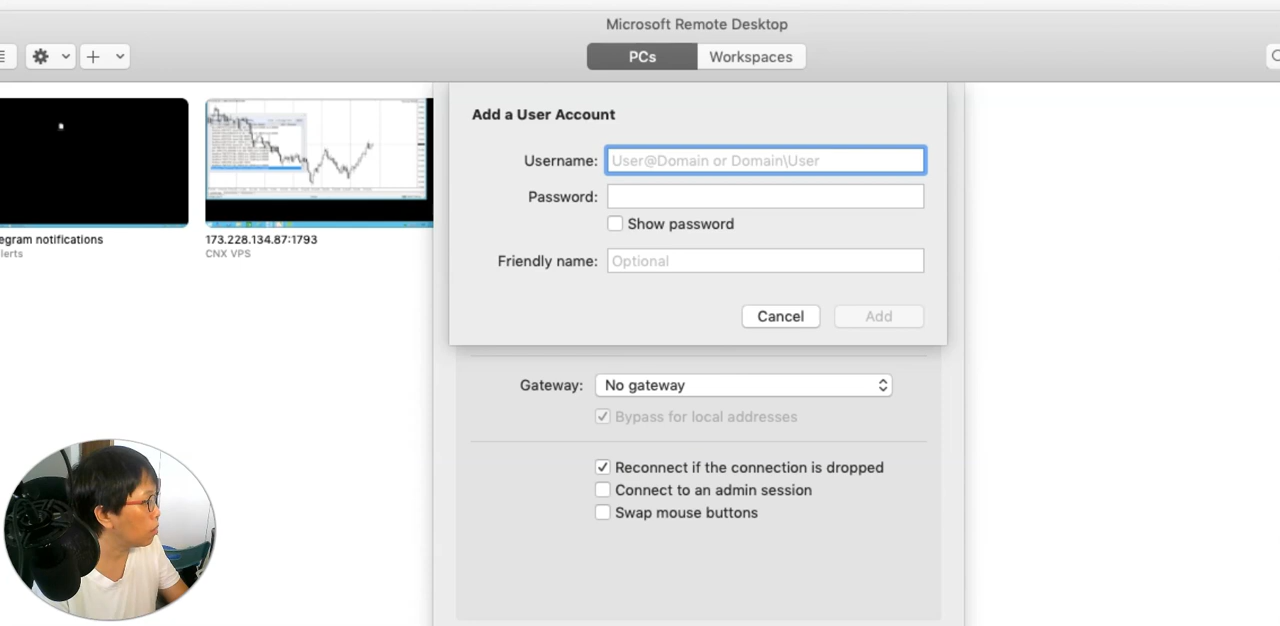 Microsoft Remote Desktop
PCs
Workspaces
Add a User Account
Username: User@Domain or Domain\User
Password:
Show password
Friendly name: Optional
Cancel
Add
egram notifications
lerts
173.228.134.87:1793
CNX VPS
Gateway: No gateway
Bypass for local addresses
Reconnect if the connection is dropped
Connect to an admin session
Swap mouse buttons